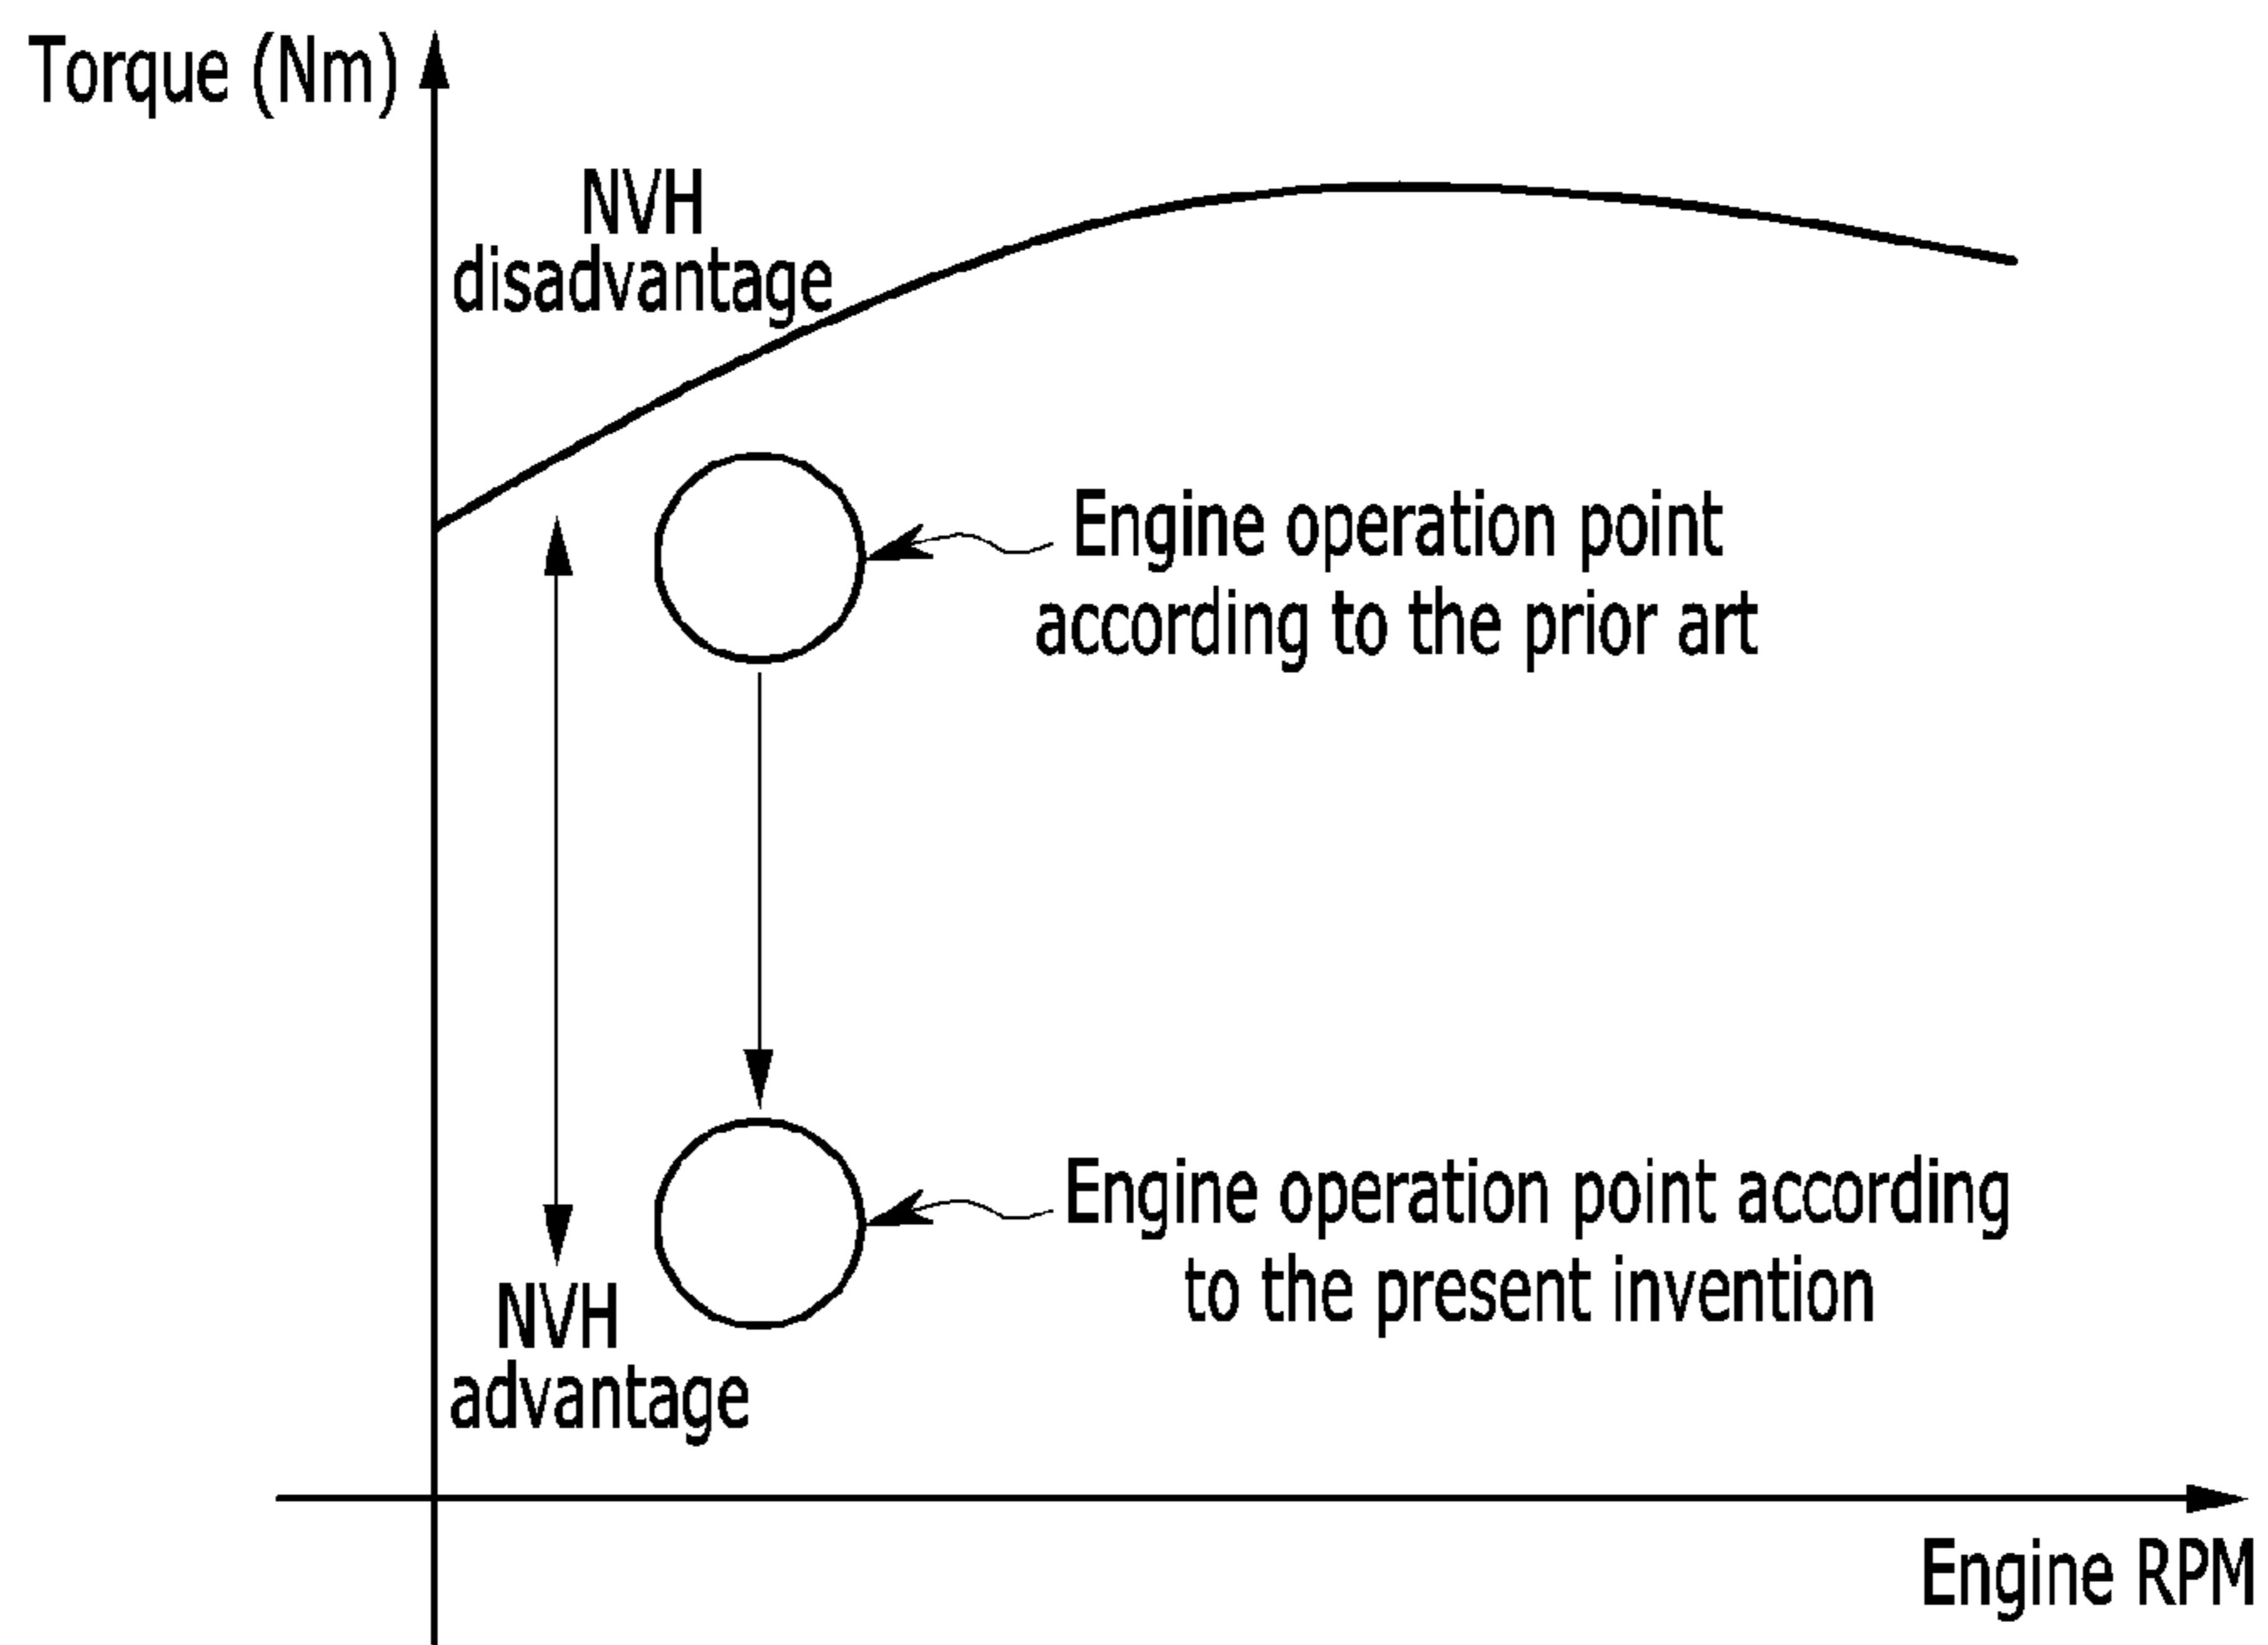 Torque (Nm)
NVH
disadvantage
Engine operation point
according to the prior art
Engine operation point according
to the present invention
NVH
advantage
Engine RPM